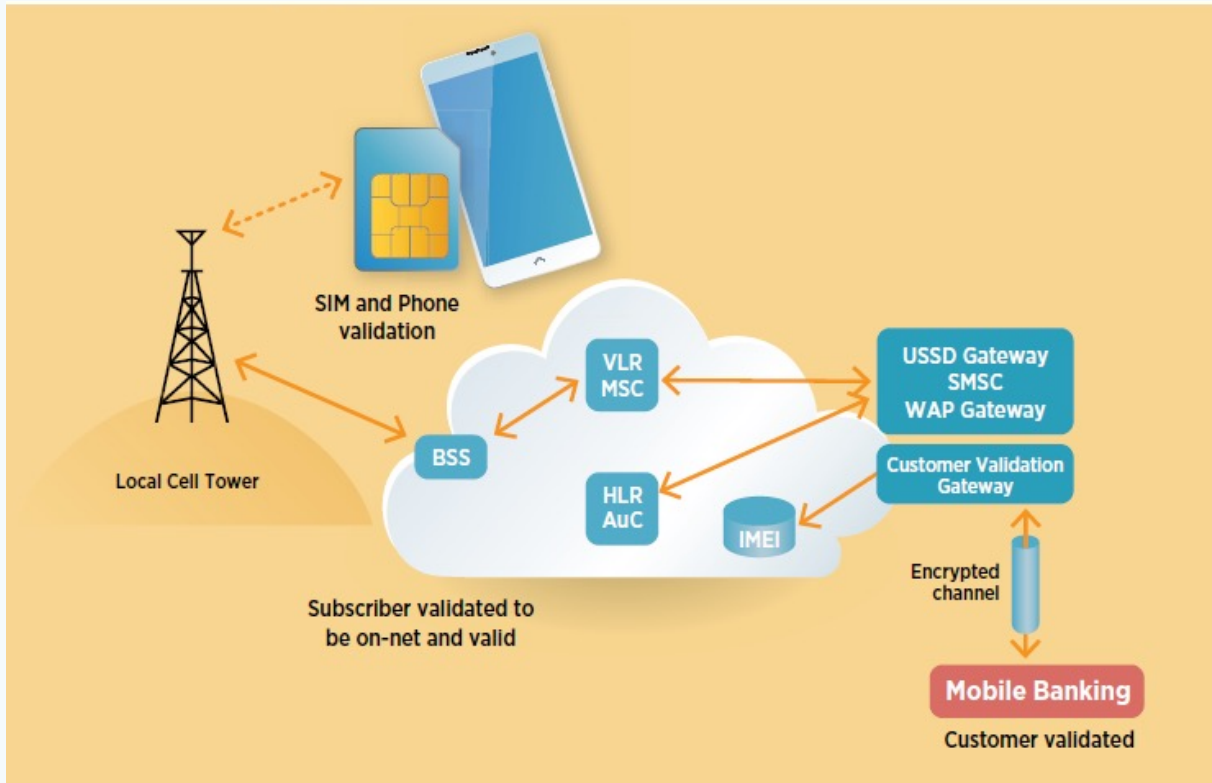 SIM and Phone
validation
VLR
MSC
USSD Gateway
SMSC
WAP Gateway
BSS
Customer Validation
Gateway
Local Cell Tower
HLR
AuC
IMEI
Encrypted
channel
Subscriber validated to
be on-net and valid
Mobile Banking
Customer validated